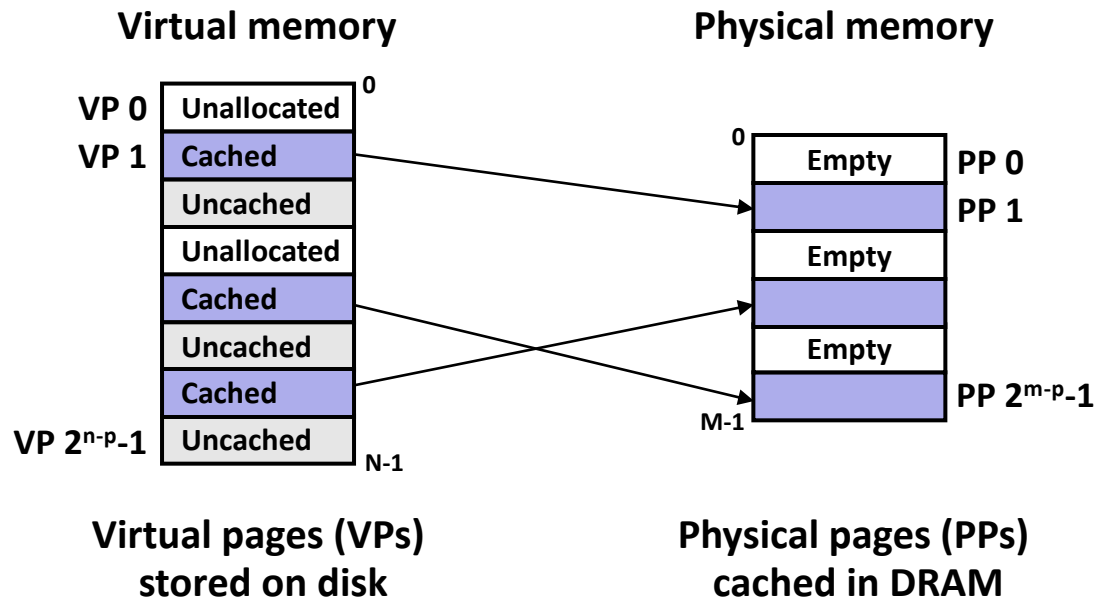 Virtual memory
Physical memory
0
VP 0
Unallocated
VP 1
Cached
Uncached
Unallocated
Cached
Uncached
Cached
VP 2ⁿ⁻ᵖ-1
Uncached
N-1
0
Empty
PP 0
PP 1
Empty
Empty
PP 2ᵐ⁻ᵖ-1
M-1
Virtual pages (VPs)
stored on disk
Physical pages (PPs)
cached in DRAM